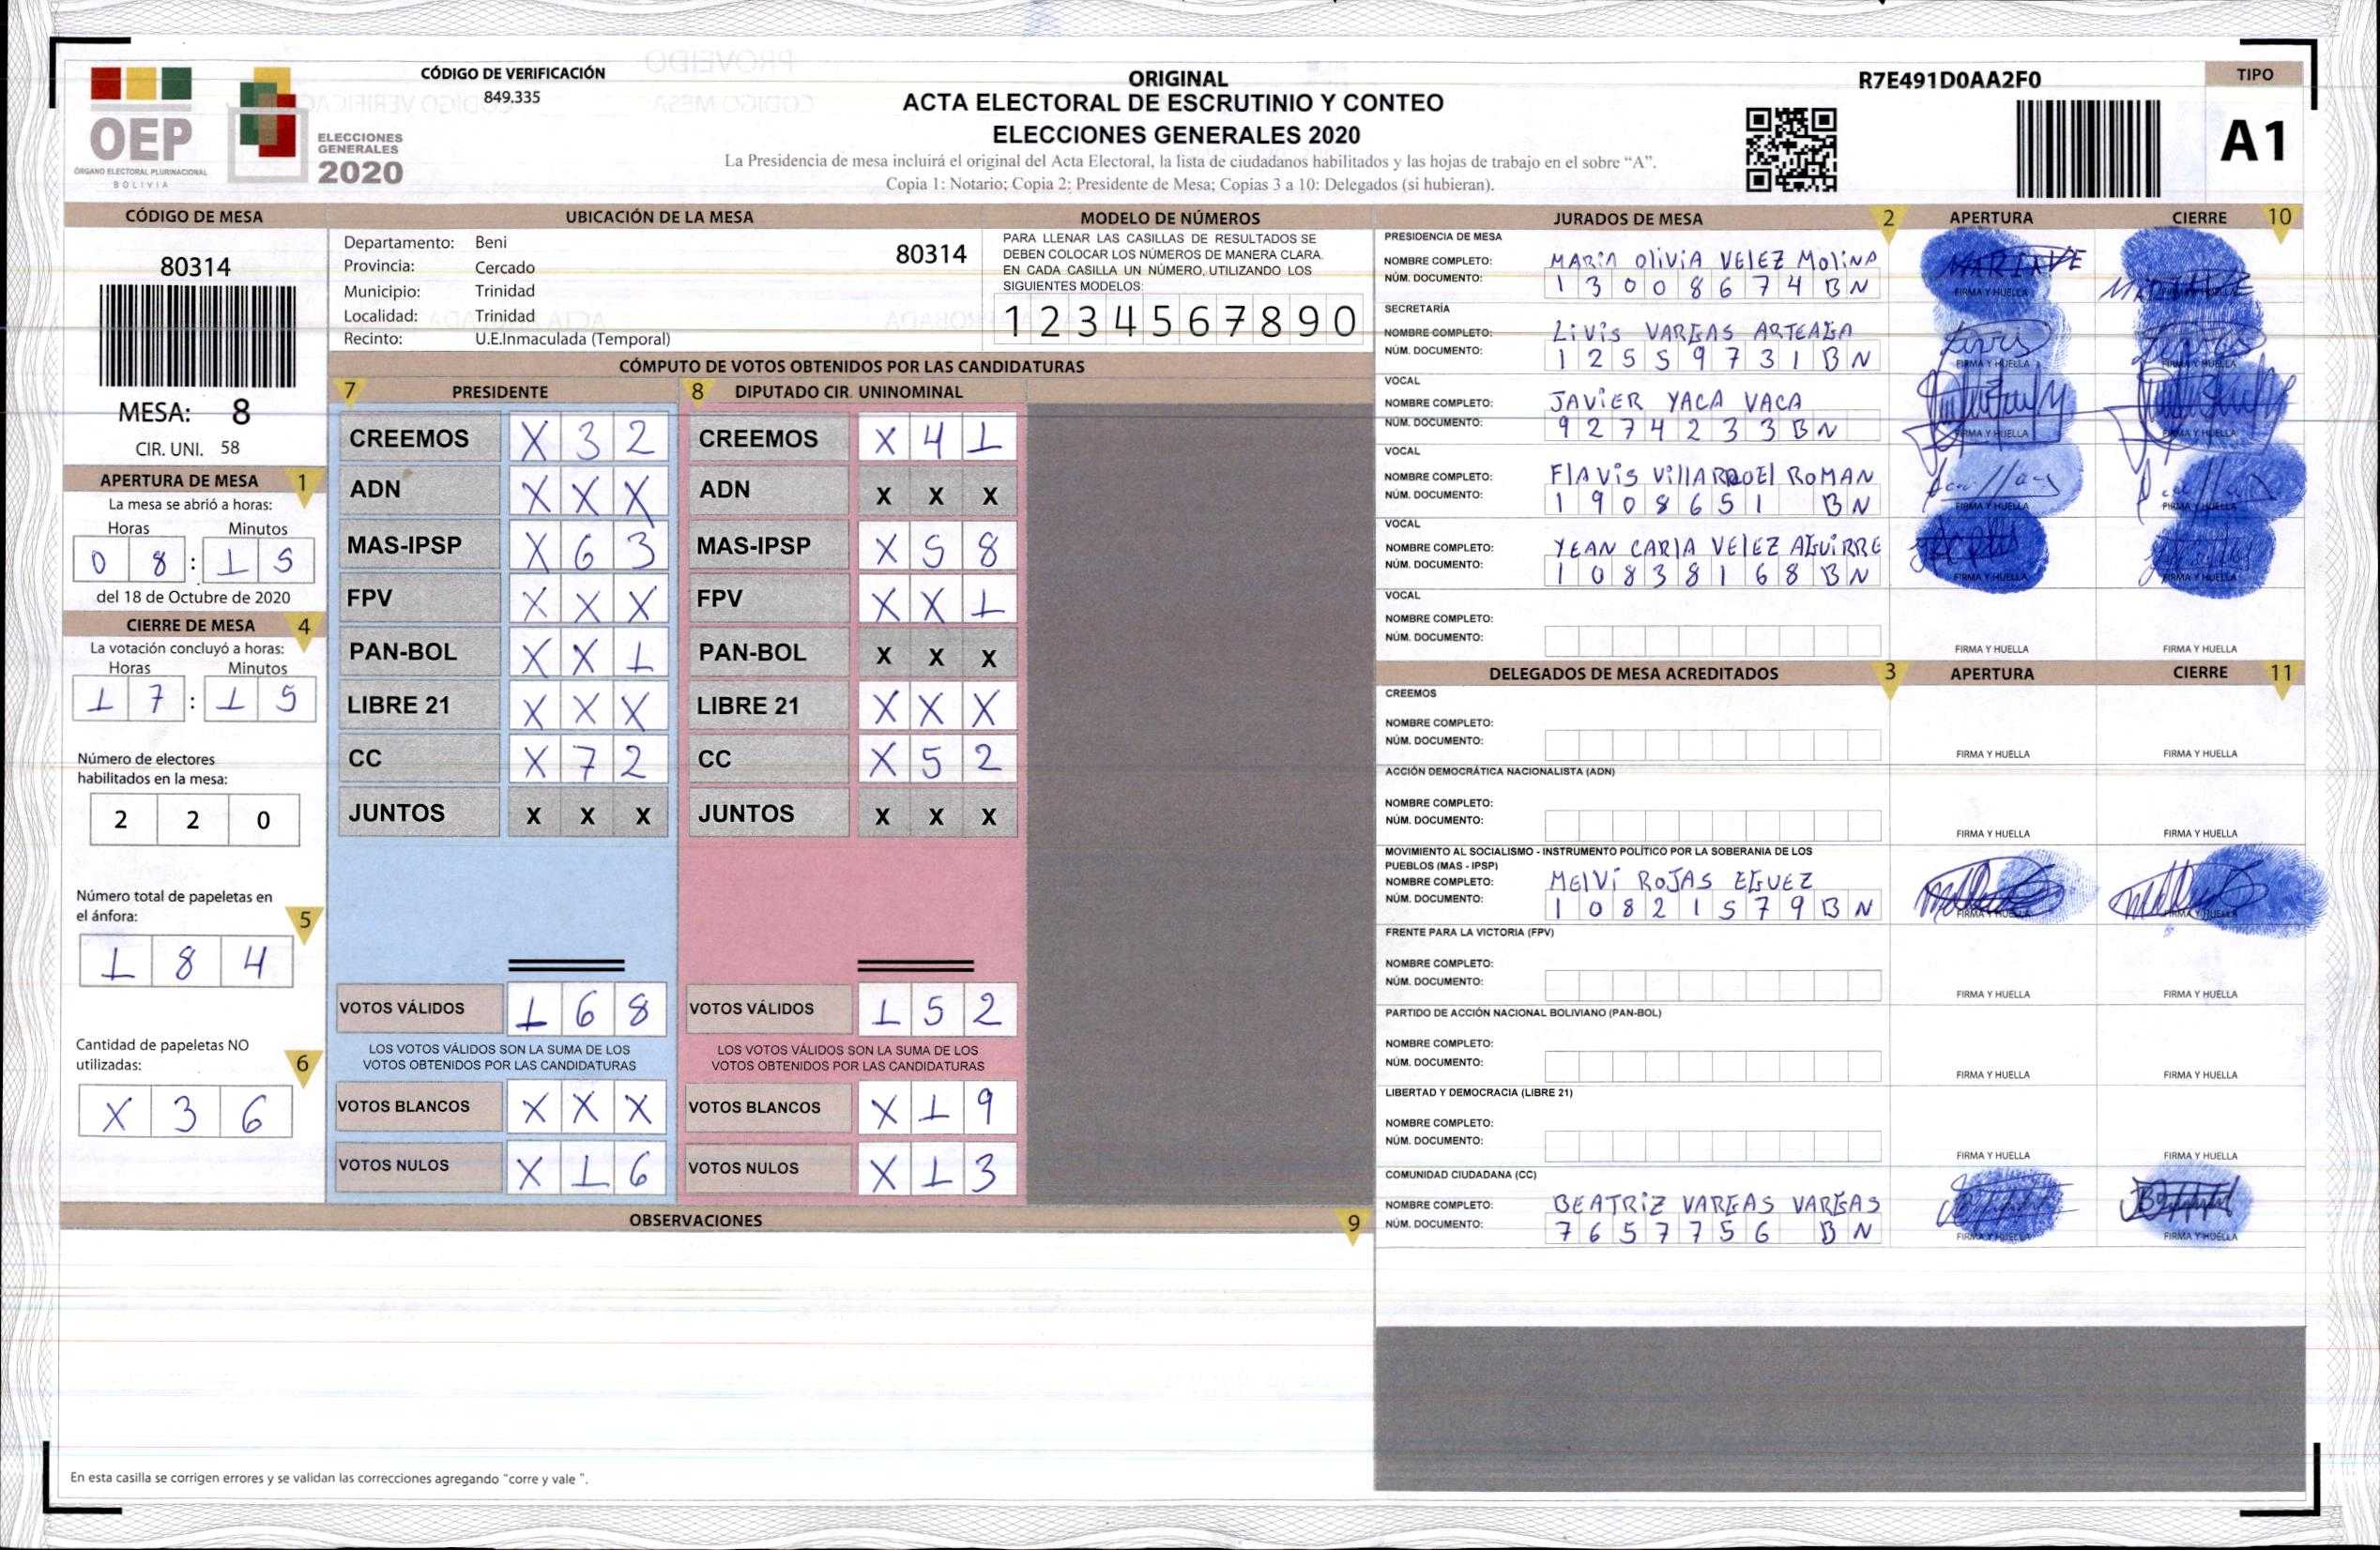 OEP
ÓRGANO ELECTORAL PLURINACIONAL
BOLIVIA
ELECCIONES
GENERALES
2020
CÓDIGO DE VERIFICACIÓN
849.335
ORIGINAL
ACTA ELECTORAL DE ESCRUTINIO Y CONTEO
ELECCIONES GENERALES 2020
La Presidencia de mesa incluirá el original del Acta Electoral, la lista de ciudadanos habilitados y las hojas de trabajo en el sobre “A”.
Copia 1: Notario; Copia 2: Presidente de Mesa; Copias 3 a 10: Delegados (si hubieran).
R7E491D0AA2F0
TIPO
A1
CÓDIGO DE MESA
80314
MESA: 8
CIR. UNI. 58
APERTURA DE MESA 1
La mesa se abrió a horas:
Horas Minutos
0 8 : 1 5
del 18 de Octubre de 2020
CIERRE DE MESA 4
La votación concluyó a horas:
Horas Minutos
1 7 : 1 5
Número de electores
habilitados en la mesa:
2 2 0
Número total de papeletas en
el ánfora: 5
1 8 4
Cantidad de papeletas NO
utilizadas: 6
X 3 6
UBICACIÓN DE LA MESA
Departamento: Beni 80314
Provincia: Cercado
Municipio: Trinidad
Localidad: Trinidad
Recinto: U.E.Inmaculada (Temporal)
MODELO DE NÚMEROS
PARA LLENAR LAS CASILLAS DE RESULTADOS SE
DEBEN COLOCAR LOS NÚMEROS DE MANERA CLARA.
EN CADA CASILLA UN NÚMERO, UTILIZANDO LOS
SIGUIENTES MODELOS:
1 2 3 4 5 6 7 8 9 0
CÓMPUTO DE VOTOS OBTENIDOS POR LAS CANDIDATURAS
7 PRESIDENTE 8 DIPUTADO CIR. UNINOMINAL
CREEMOS X 3 2 CREEMOS X 4 1
ADN X X X ADN X X X
MAS-IPSP X 6 3 MAS-IPSP X 5 8
FPV X X X FPV X X 1
PAN-BOL X X 1 PAN-BOL X X X
LIBRE 21 X X X LIBRE 21 X X X
CC X 7 2 CC X 5 2
JUNTOS X X X JUNTOS X X X
VOTOS VÁLIDOS 1 6 8 VOTOS VÁLIDOS 1 5 2
LOS VOTOS VÁLIDOS SON LA SUMA DE LOS LOS VOTOS VÁLIDOS SON LA SUMA DE LOS
VOTOS OBTENIDOS POR LAS CANDIDATURAS VOTOS OBTENIDOS POR LAS CANDIDATURAS
VOTOS BLANCOS X X X VOTOS BLANCOS X 1 9
VOTOS NULOS X 1 6 VOTOS NULOS X 1 3
OBSERVACIONES 9
En esta casilla se corrigen errores y se validan las correcciones agregando “corre y vale ”.
JURADOS DE MESA 2 APERTURA CIERRE 10
PRESIDENCIA DE MESA
NOMBRE COMPLETO: MARIA OliViA VELEZ MOliNA
NÚM. DOCUMENTO: 1 3 0 0 8 6 7 4 B N
FIRMA Y HUELLA
SECRETARÍA
NOMBRE COMPLETO: LiViS VARGAS ARTEAGA
NÚM. DOCUMENTO: 1 2 5 5 9 7 3 1 B N
FIRMA Y HUELLA FIRMA Y HUELLA
VOCAL
NOMBRE COMPLETO: JAViER YACA VACA
NÚM. DOCUMENTO: 9 2 7 4 2 3 3 B N
FIRMA Y HUELLA FIRMA Y HUELLA
VOCAL
NOMBRE COMPLETO: FlAViS VillARROEl ROMAN
NÚM. DOCUMENTO: 1 9 0 8 6 5 1 B N
FIRMA Y HUELLA FIRMA Y HUELLA
VOCAL
NOMBRE COMPLETO: YEAN CARlA VElEZ AGUiRRE
NÚM. DOCUMENTO: 1 0 8 3 8 1 6 8 B N
FIRMA Y HUELLA FIRMA Y HUELLA
VOCAL
NOMBRE COMPLETO:
NÚM. DOCUMENTO:
FIRMA Y HUELLA FIRMA Y HUELLA
DELEGADOS DE MESA ACREDITADOS 3 APERTURA CIERRE 11
CREEMOS
NOMBRE COMPLETO:
NÚM. DOCUMENTO:
FIRMA Y HUELLA FIRMA Y HUELLA
ACCIÓN DEMOCRÁTICA NACIONALISTA (ADN)
NOMBRE COMPLETO:
NÚM. DOCUMENTO:
FIRMA Y HUELLA FIRMA Y HUELLA
MOVIMIENTO AL SOCIALISMO - INSTRUMENTO POLÍTICO POR LA SOBERANIA DE LOS
PUEBLOS (MAS - IPSP)
NOMBRE COMPLETO: MElVi ROJAS EGUEZ
NÚM. DOCUMENTO: 1 0 8 2 1 5 7 9 B N
FIRMA Y HUELLA FIRMA Y HUELLA
FRENTE PARA LA VICTORIA (FPV)
NOMBRE COMPLETO:
NÚM. DOCUMENTO:
FIRMA Y HUELLA FIRMA Y HUELLA
PARTIDO DE ACCIÓN NACIONAL BOLIVIANO (PAN-BOL)
NOMBRE COMPLETO:
NÚM. DOCUMENTO:
FIRMA Y HUELLA FIRMA Y HUELLA
LIBERTAD Y DEMOCRACIA (LIBRE 21)
NOMBRE COMPLETO:
NÚM. DOCUMENTO:
FIRMA Y HUELLA FIRMA Y HUELLA
COMUNIDAD CIUDADANA (CC)
NOMBRE COMPLETO: BEATRiZ VARGAS VARGAS
NÚM. DOCUMENTO: 7 6 5 7 7 5 6 B N
FIRMA Y HUELLA FIRMA Y HUELLA